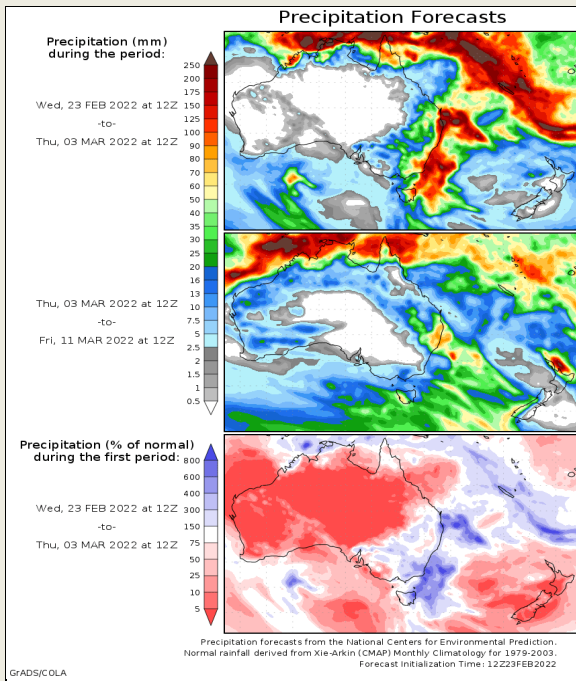 Precipitation Forecasts
Precipitation (mm)
during the period:
Wed, 23 FEB 2022 at 12Z
-to-
Thu, 03 MAR 2022 at 12Z
250
200
175
150
125
100
90
80
70
60
50
40
35
30
25
20
16
13
10
7.5
5
2.5
2
1
0.5
Thu, 03 MAR 2022 at 12Z
-to-
Fri, 11 MAR 2022 at 12Z
Precipitation (% of normal)
during the first period:
Wed, 23 FEB 2022 at 12Z
-to-
Thu, 03 MAR 2022 at 12Z
800
600
400
300
150
75
50
25
10
5
Precipitation forecasts from the National Centers for Environmental Prediction.
Normal rainfall derived from Xie-Arkin (CMAP) Monthly Climatology for 1979-2003.
Forecast Initialization Time: 12Z23FEB2022
GrADS/COLA